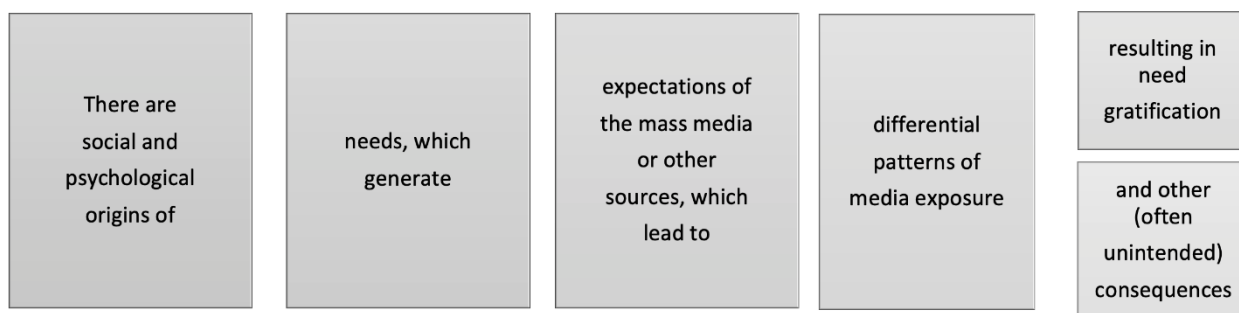 There are
social and
psychological
origins of
needs, which
generate
expectations of
the mass media
or other
sources, which
lead to
differential
patterns of
media exposure
resulting in
need
gratification
and other
(often
unintended)
consequences